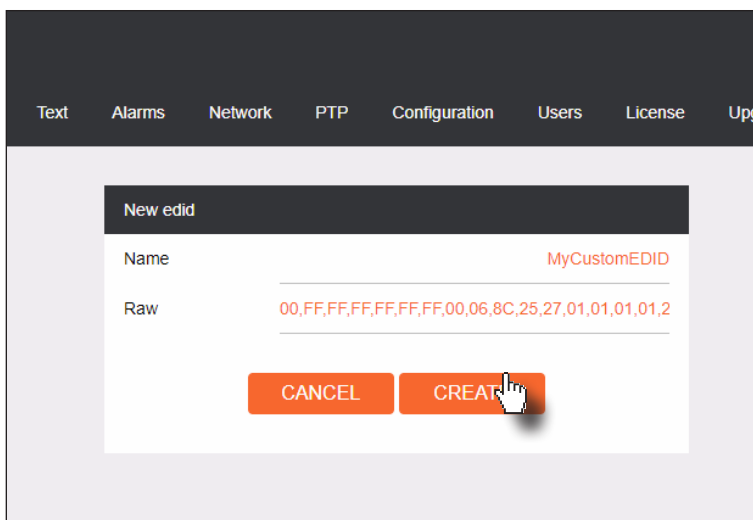 Text Alarms Network PTP Configuration Users License
New edid
Name MyCustomEDID
Raw 00,FF,FF,FF,FF,FF,FF,00,06,8C,25,27,01,01,01,01,2
CANCEL